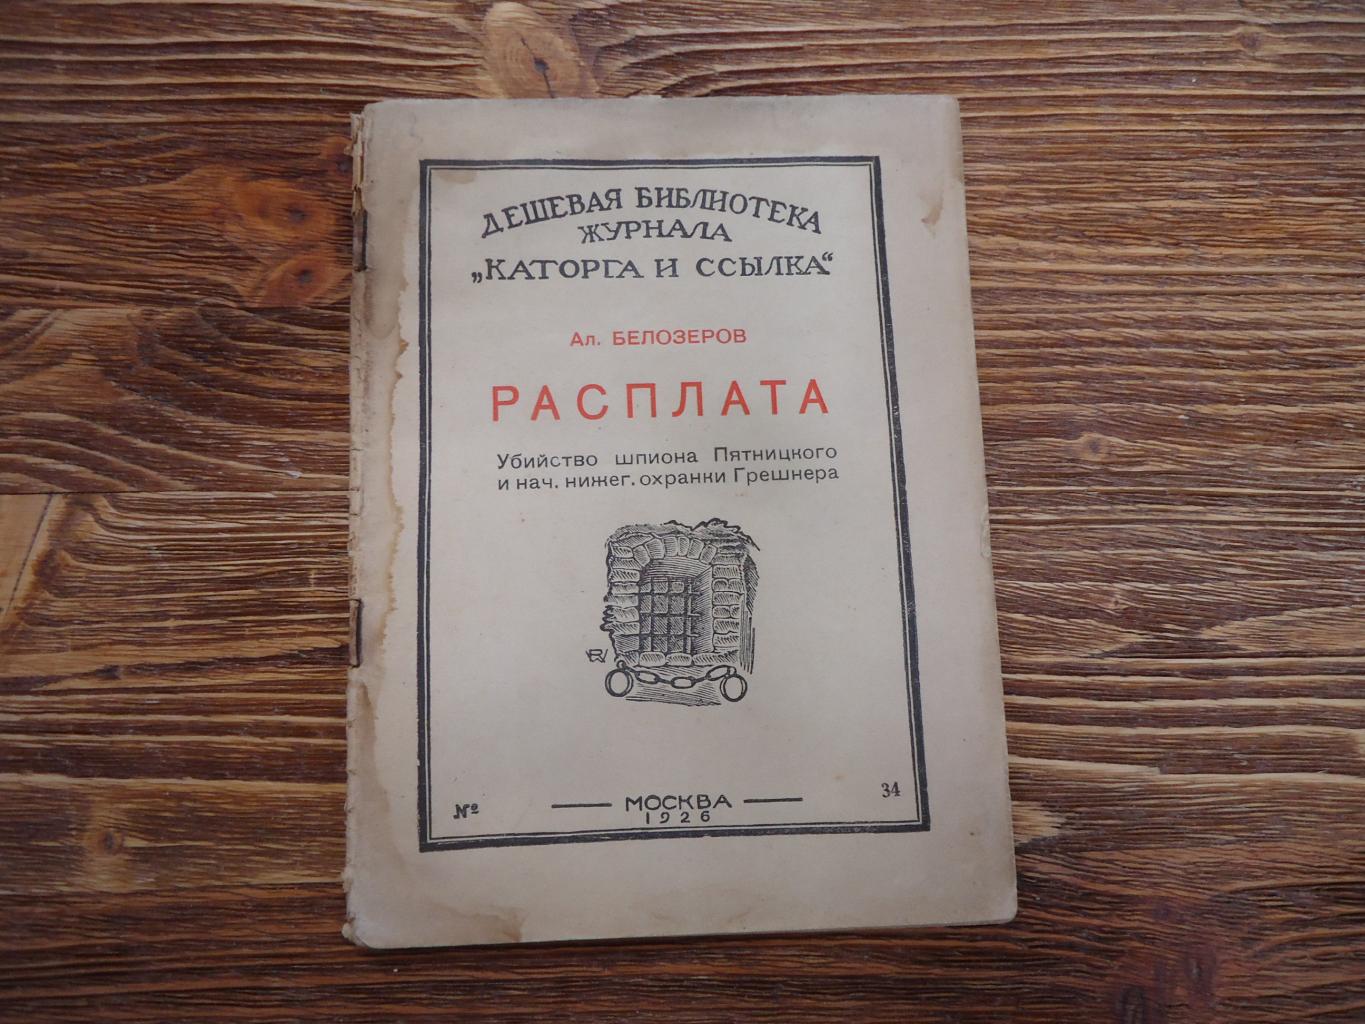 ДЕШЕВАЯ БИБЛИОТЕКА
ЖУРНАЛА
„КАТОРГА И ССЫЛКА“
Ал. БЕЛОЗЕРОВ
РАСПЛАТА
Убийство шпиона Пятницкого
и нач. нижег. охранки Грешнера
№ 34
МОСКВА
1926